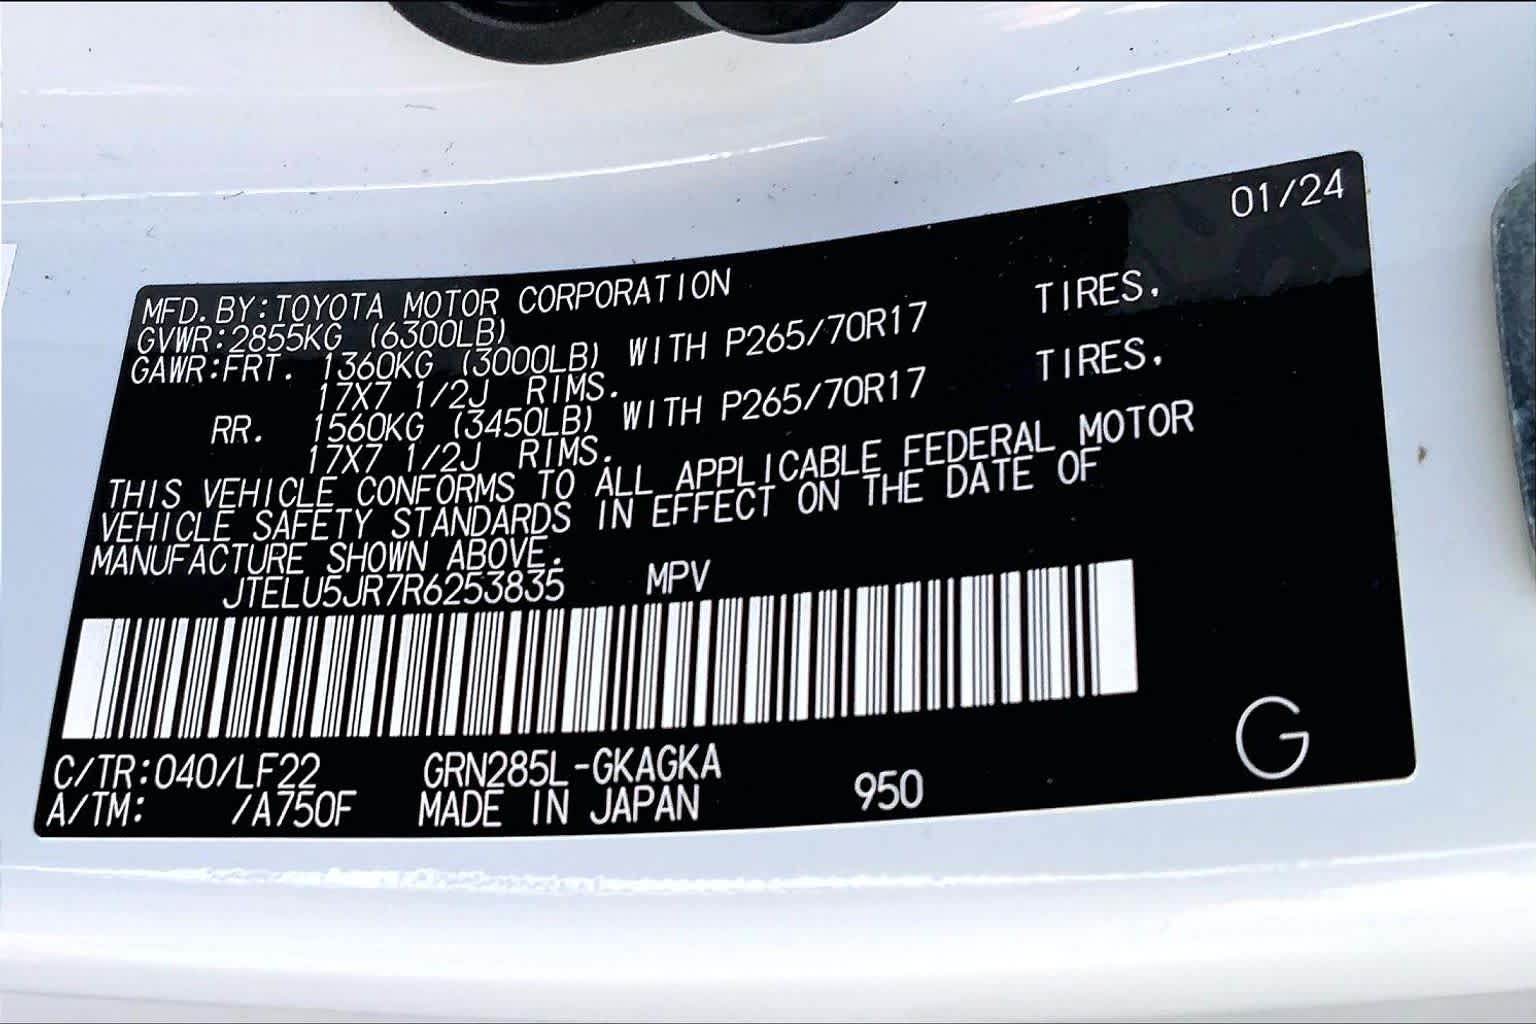 01/24
MFD.BY:TOYOTA MOTOR CORPORATION
GVWR:2855KG (6300LB)
GAWR:FRT. 1360KG (3000LB) WITH P265/70R17 TIRES,
17X7 1/2J RIMS.
RR. 1560KG (3450LB) WITH P265/70R17 TIRES,
17X7 1/2J RIMS.
THIS VEHICLE CONFORMS TO ALL APPLICABLE FEDERAL MOTOR
VEHICLE SAFETY STANDARDS IN EFFECT ON THE DATE OF
MANUFACTURE SHOWN ABOVE.
JTELU5JR7R6253835 MPV
C/TR:040/LF22 GRN285L-GKAGKA
A/TM: /A750F MADE IN JAPAN 950 G